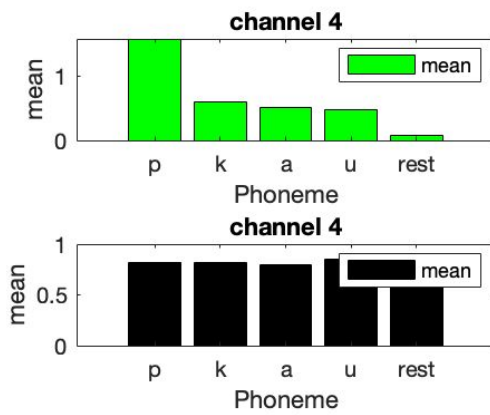 channel 4
mean
1
0
mean
p k a u rest
Phoneme
channel 4
mean
1
0.5
0
mean
p k a u rest
Phoneme